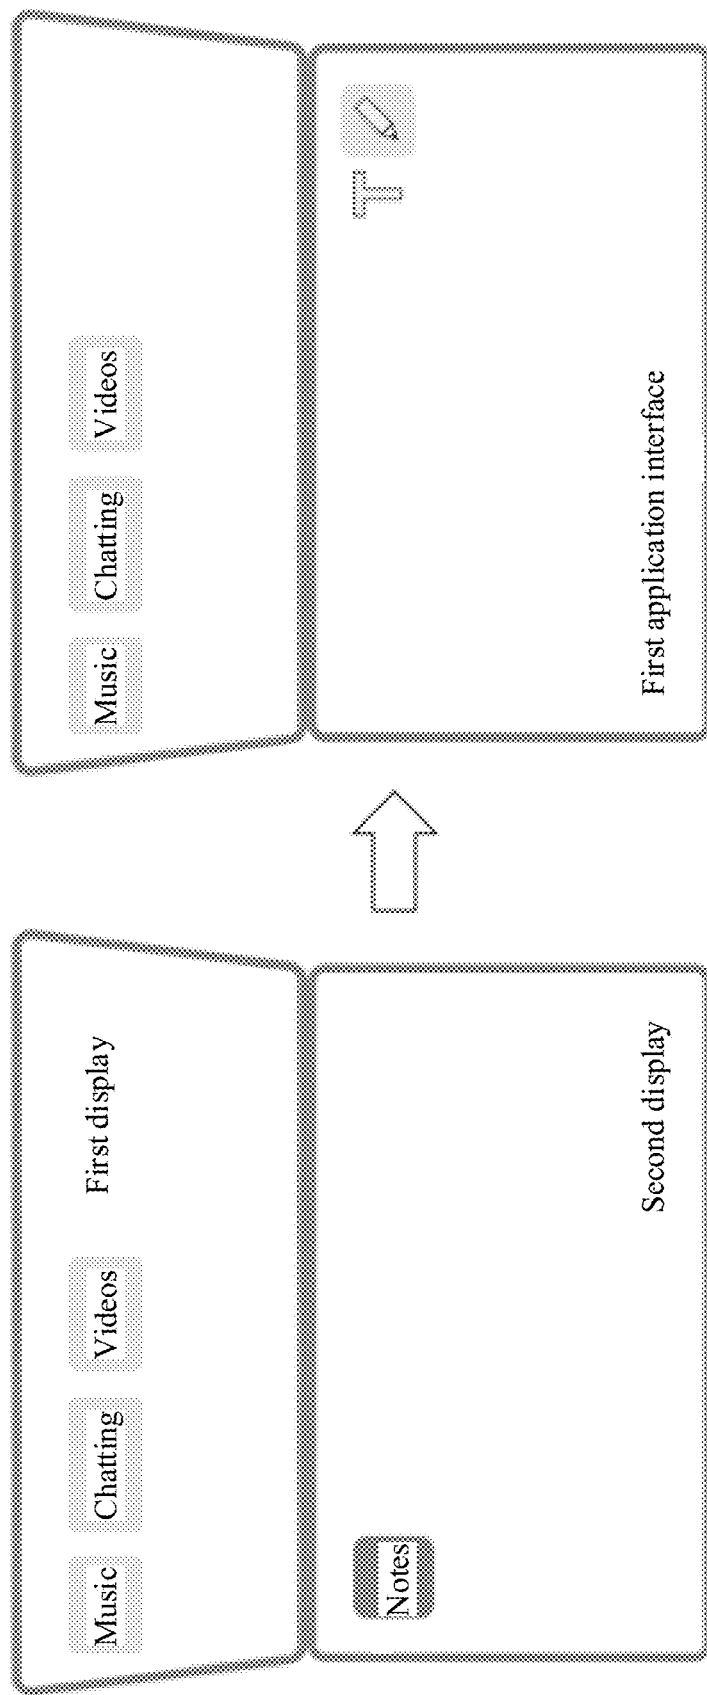 Music
Chatting
Videos
First display
Notes
Second display
Music
Chatting
Videos
T
First application interface